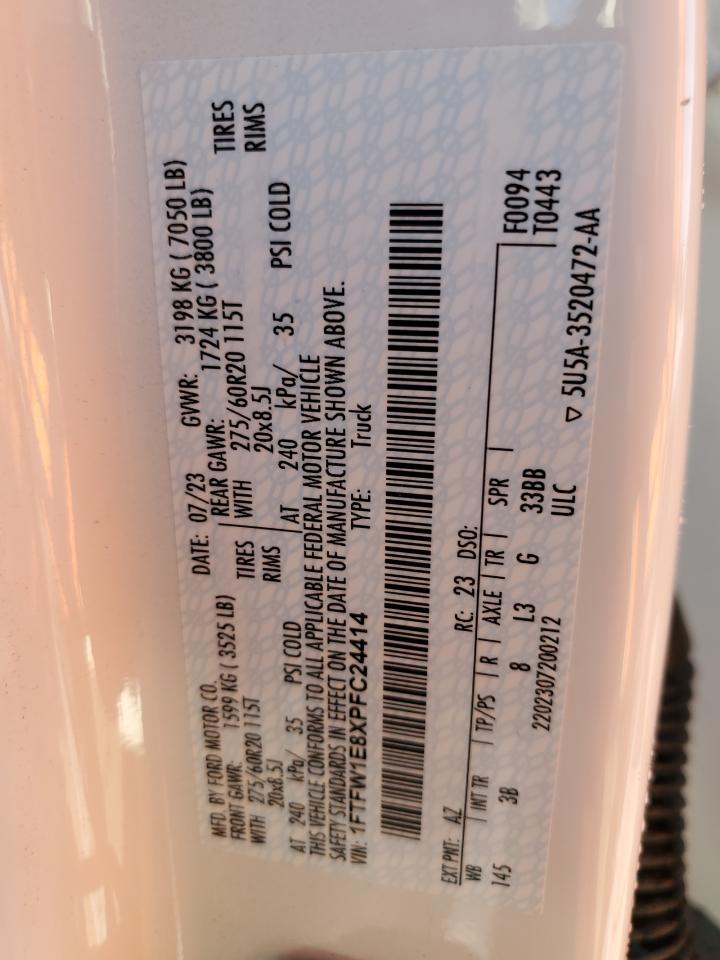 MFD. BY FORD MOTOR CO.
DATE: 07/23 GVWR: 3198 KG ( 7050 LB)
FRONT GAWR: 1599 KG ( 3525 LB) REAR GAWR: 1724 KG ( 3800 LB)
WITH 275/60R20 115T TIRES WITH 275/60R20 115T TIRES
20x8.5J RIMS 20x8.5J RIMS
AT 240 kPa/ 35 PSI COLD AT 240 kPa/ 35 PSI COLD
THIS VEHICLE CONFORMS TO ALL APPLICABLE FEDERAL MOTOR VEHICLE
SAFETY STANDARDS IN EFFECT ON THE DATE OF MANUFACTURE SHOWN ABOVE.
VIN: 1FTFW1E8XPFC24414 TYPE: Truck
EXT PNT: AZ RC: 23 DSO: F0094
WB INT TR TP/PS R AXLE TR SPR T0443
145 3B 8 L3 G 33BB
2202307200212 ULC ▽ 5U5A-3520472-AA